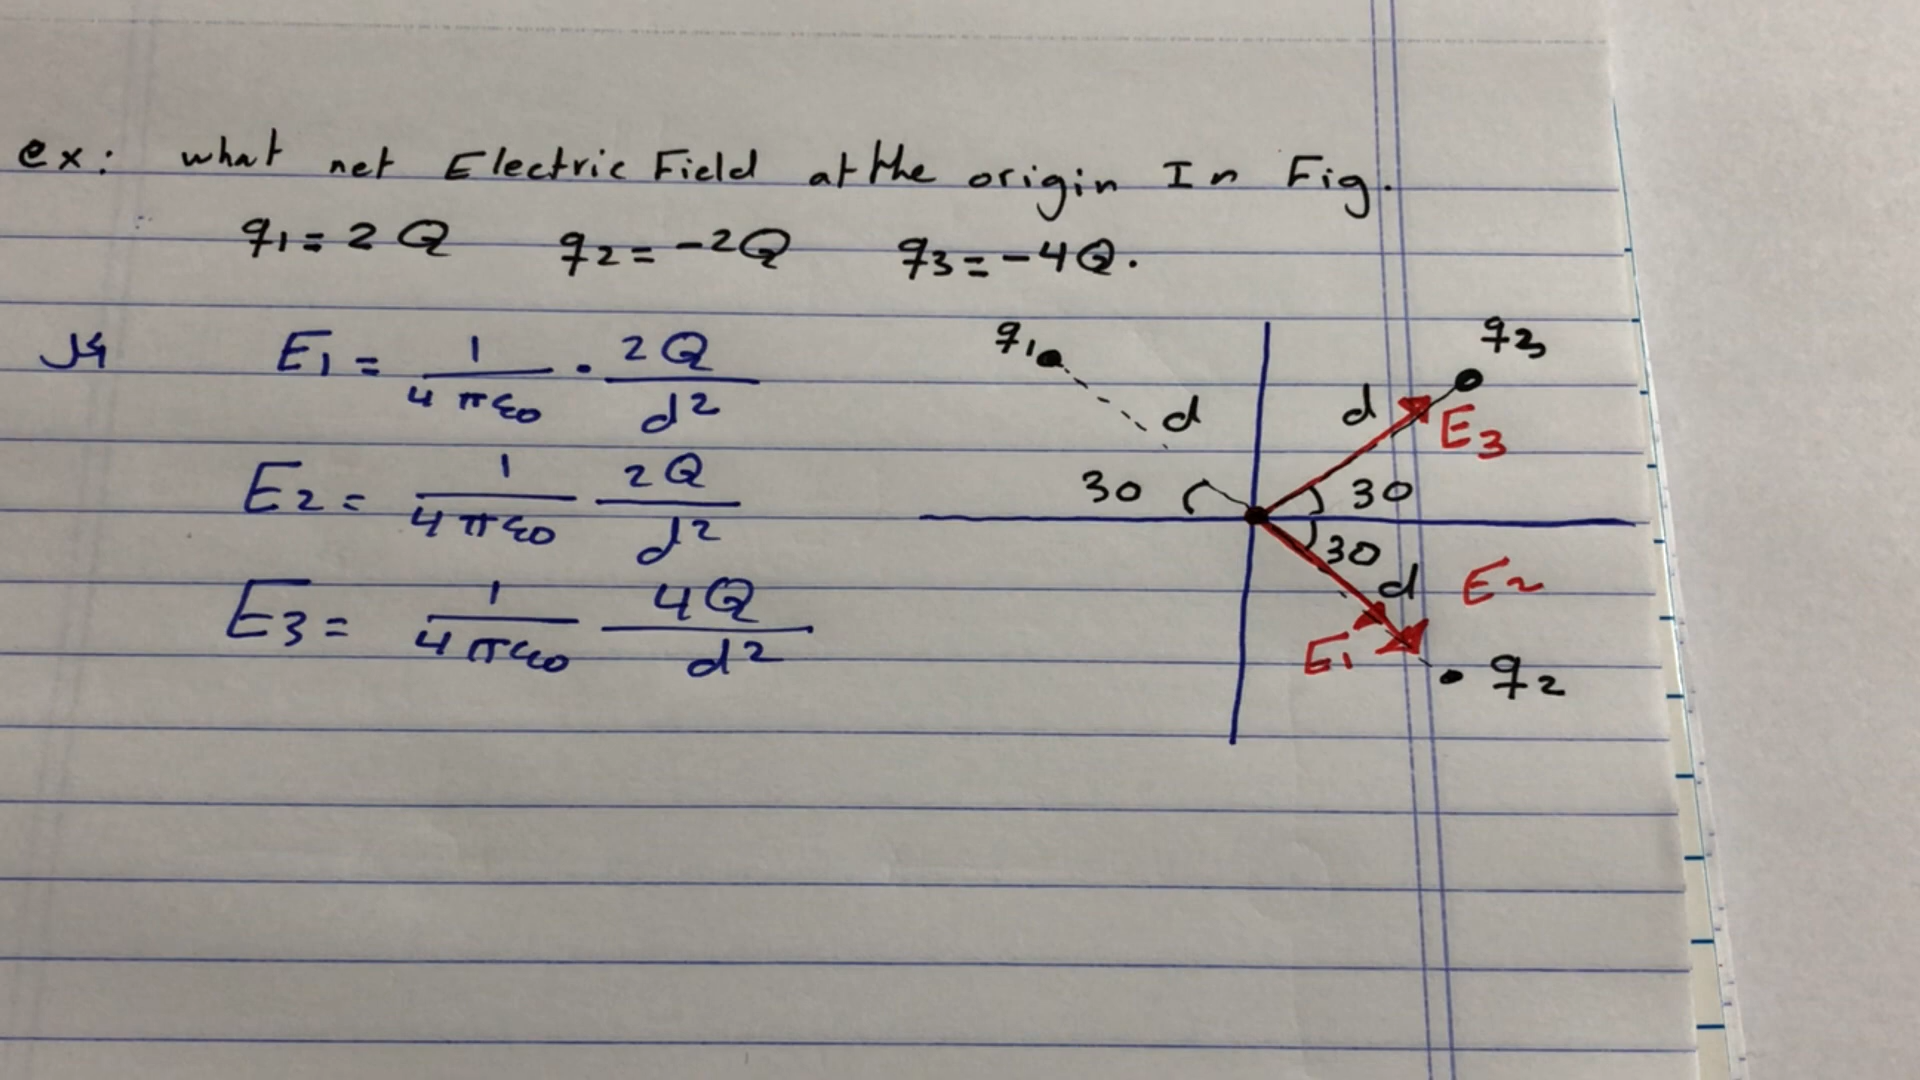 ex: what net Electric Field at the origin In Fig.
q1 = 2Q q2 = -2Q q3 = -4Q.
E1 = 1/4πε0 · 2Q/d²
E2 = 1/4πε0 2Q/d²
E3 = 1/4πε0 4Q/d²
q1 q3
d d E3
30 30
30
d E2
E1
q2